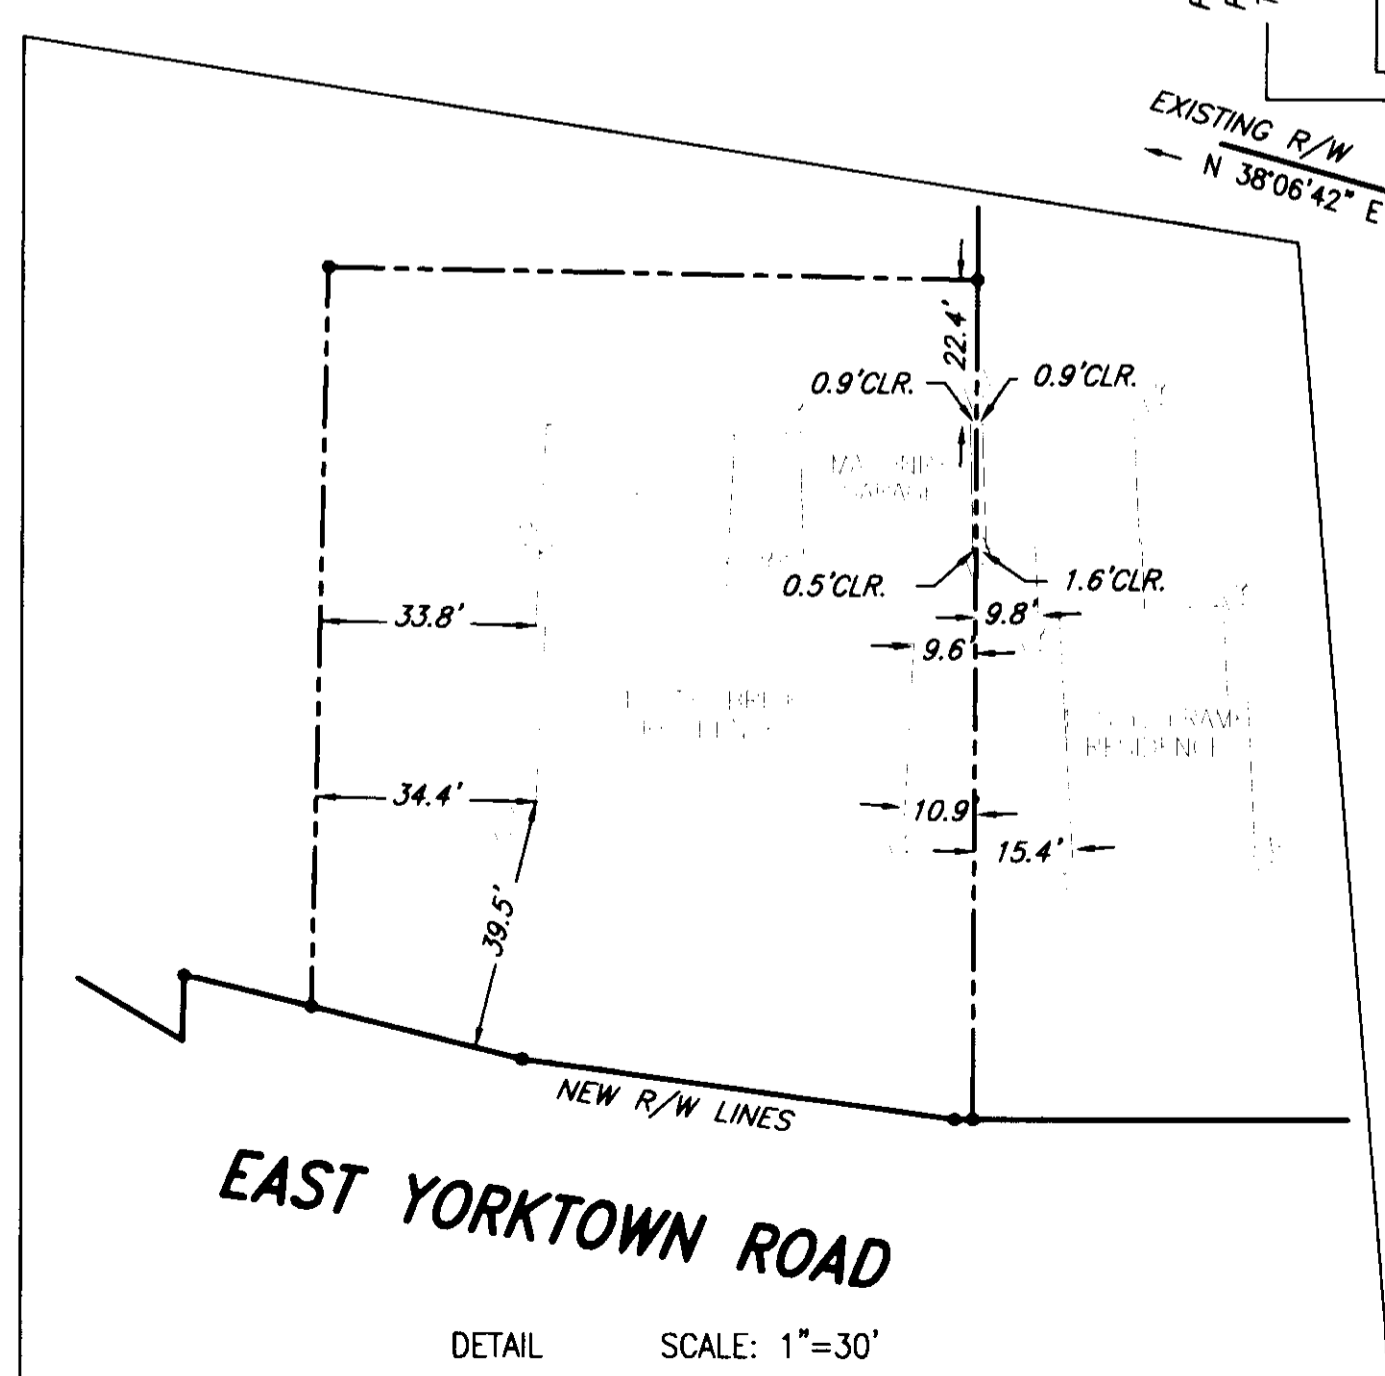 EXISTING R/W
N 38°06'42" E
22.4'
0.9'CLR.
0.9'CLR.
0.5'CLR.
1.6'CLR.
33.8'
9.8'
9.6'
RESIDENCE
34.4'
10.9'
15.4'
39.5'
NEW R/W LINES
EAST YORKTOWN ROAD
DETAIL SCALE: 1"=30'